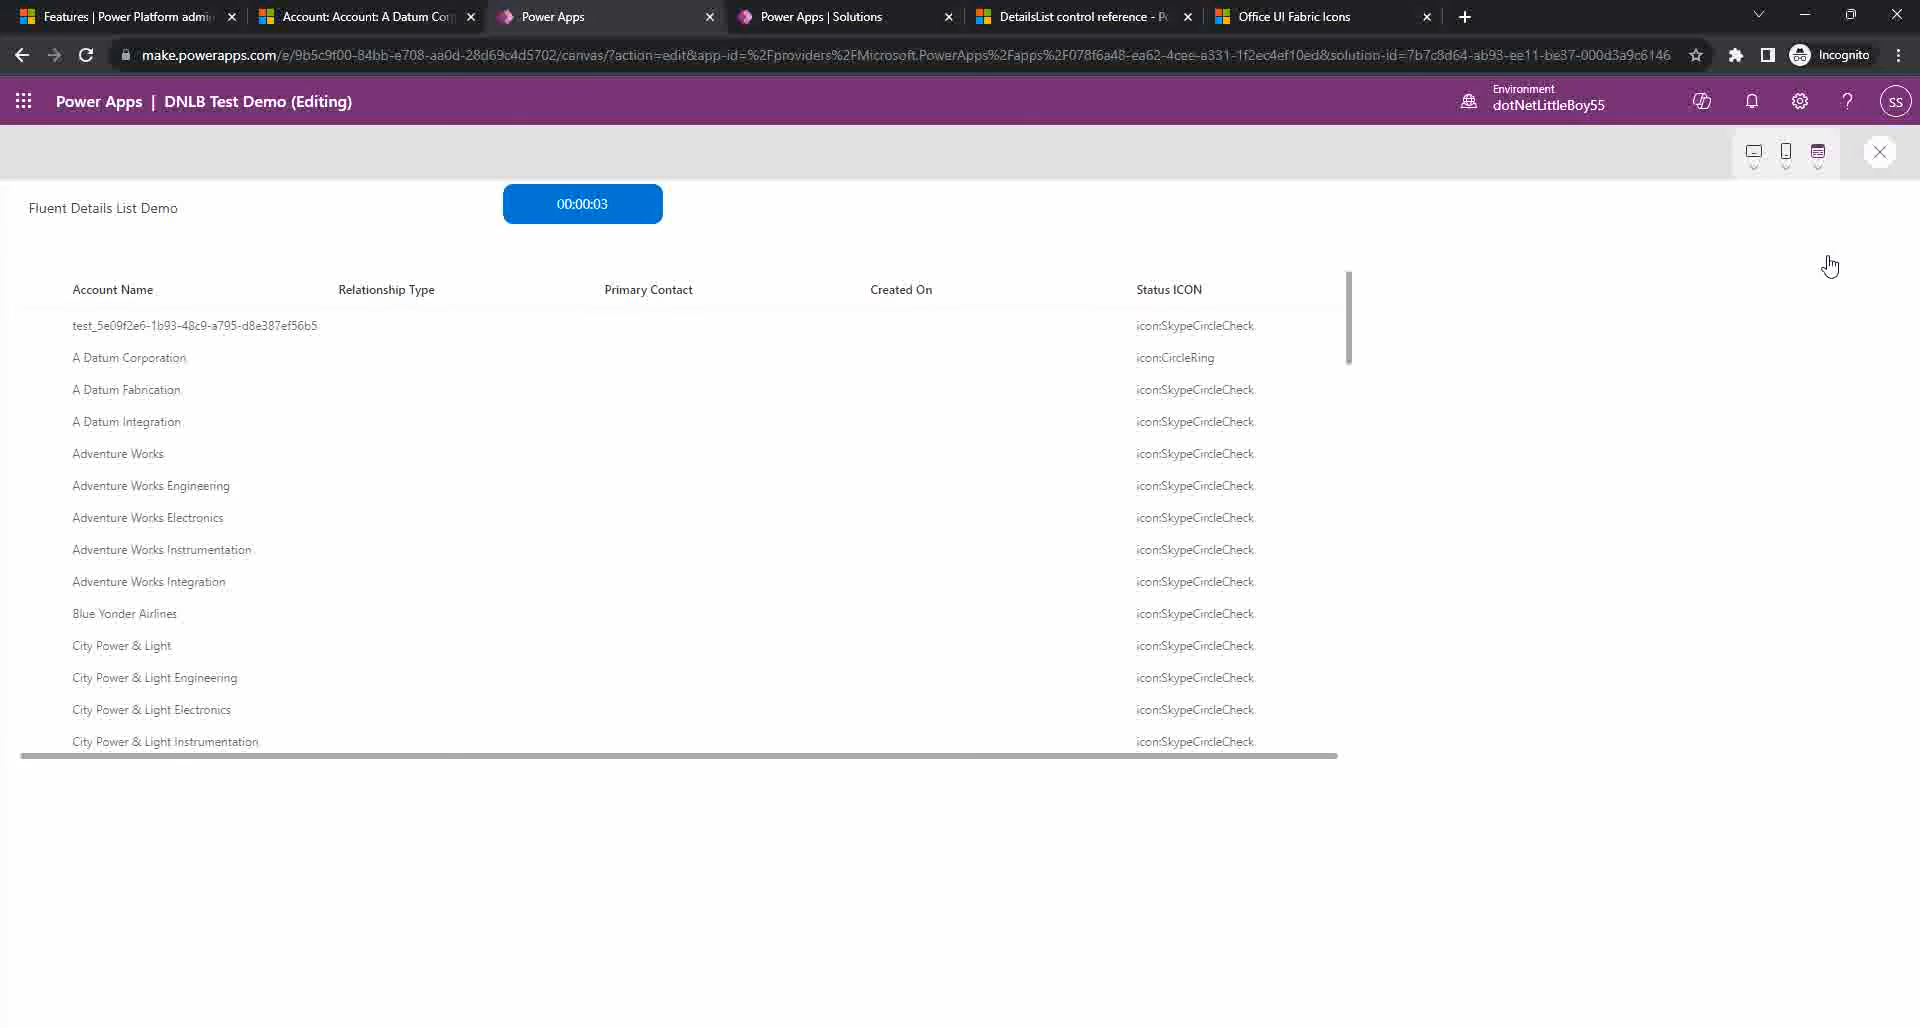 Features | Power Platform admi
Account: Account: A Datum Cor
Power Apps
Power Apps | Solutions
DetailsList control reference - P
Office UI Fabric Icons
make.powerapps.com/e/9b5c9f00-84bb-e708-aa0d-28d69c4d5702/canvas/?action=edit&app-id=%2Fproviders%2FMicrosoft.PowerApps%2Fapps%2F078f6a48-ea62-4cee-a331-1f2ec4ef10ed&solution-id=7b7c8d64-ab93-ee11-be37-000d3a9c6146
Incognito
Power Apps | DNLB Test Demo (Editing)
Environment
dotNetLittleBoy55
SS
Fluent Details List Demo
00:00:03
Account Name Relationship Type Primary Contact Created On Status ICON
test_5e09f2e6-1b93-48c9-a795-d8e387ef56b5 icon:SkypeCircleCheck
A Datum Corporation icon:CircleRing
A Datum Fabrication icon:SkypeCircleCheck
A Datum Integration icon:SkypeCircleCheck
Adventure Works icon:SkypeCircleCheck
Adventure Works Engineering icon:SkypeCircleCheck
Adventure Works Electronics icon:SkypeCircleCheck
Adventure Works Instrumentation icon:SkypeCircleCheck
Adventure Works Integration icon:SkypeCircleCheck
Blue Yonder Airlines icon:SkypeCircleCheck
City Power & Light icon:SkypeCircleCheck
City Power & Light Engineering icon:SkypeCircleCheck
City Power & Light Electronics icon:SkypeCircleCheck
City Power & Light Instrumentation icon:SkypeCircleCheck